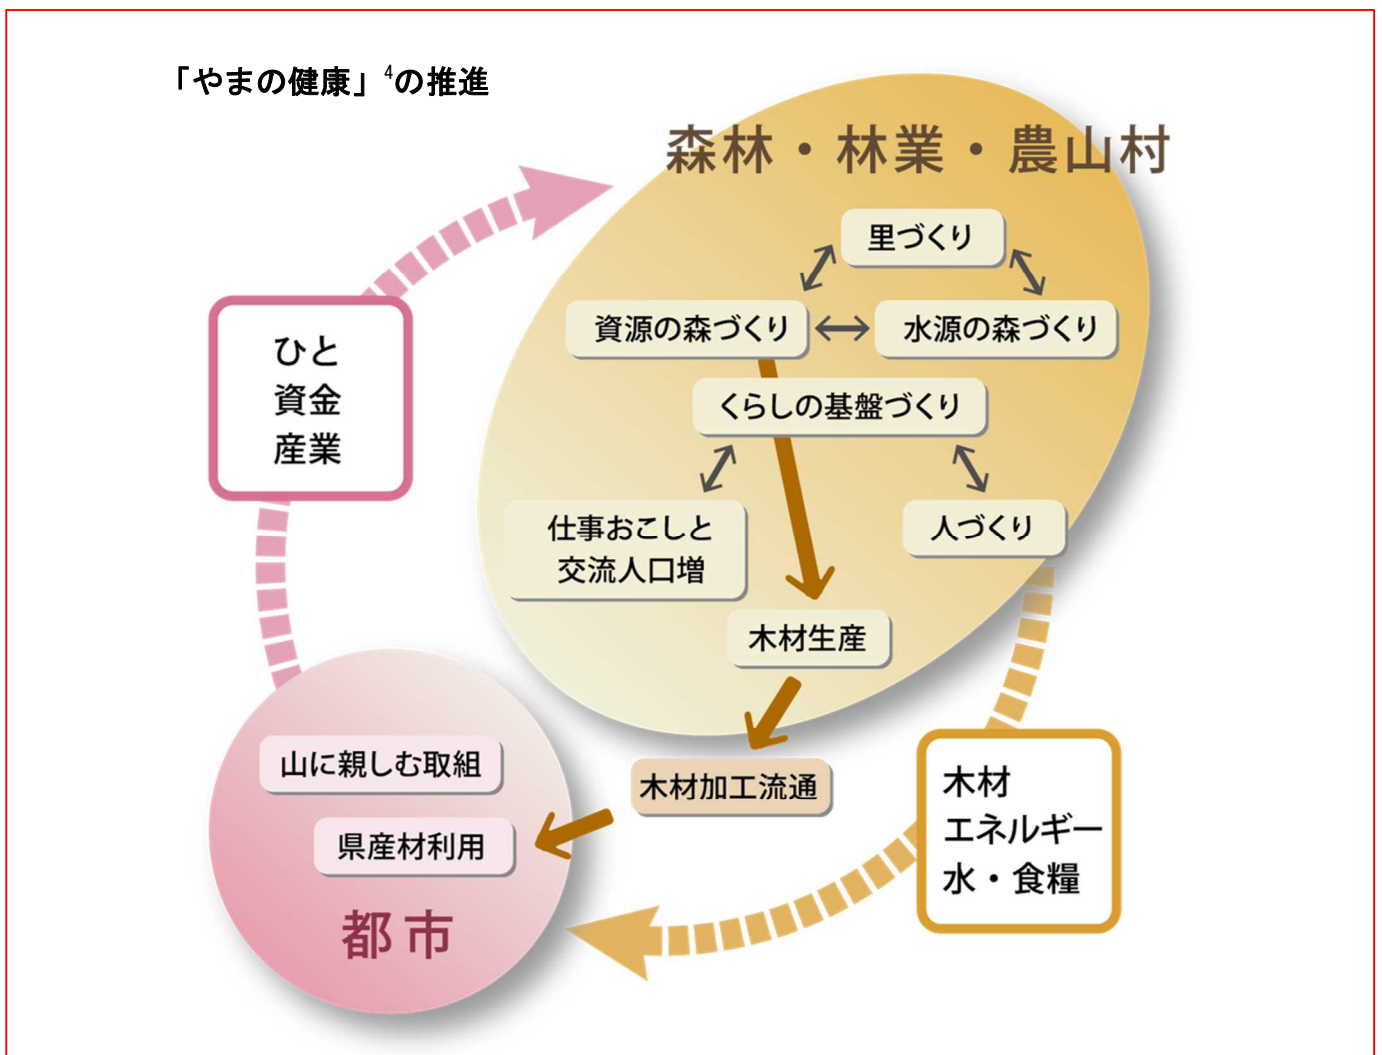 「やまの健康」4の推進
森林・林業・農山村
里づくり
資源の森づくり
水源の森づくり
くらしの基盤づくり
仕事おこしと
交流人口増
人づくり
木材生産
木材加工流通
ひと
資金
産業
山に親しむ取組
県産材利用
都市
木材
エネルギー
水・食糧